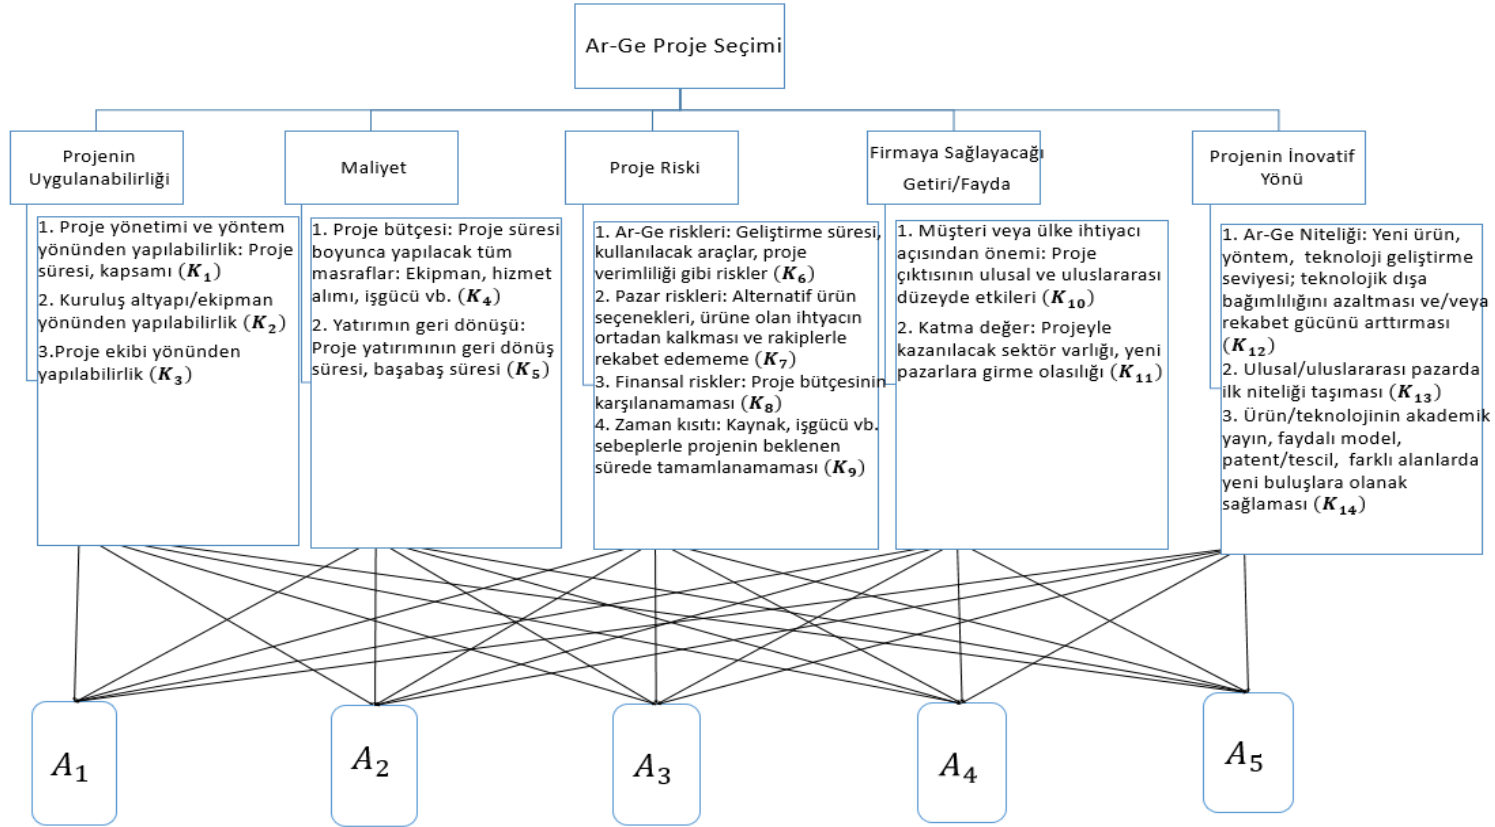 Ar-Ge Proje Seçimi
Projenin
Uygulanabilirliği
Maliyet
Proje Riski
Firmaya Sağlayacağı
Getiri/Fayda
Projenin İnovatif
Yönü
1. Proje yönetimi ve yöntem
yönünden yapılabilirlik: Proje
süresi, kapsamı (K₁)
2. Kuruluş altyapı/ekipman
yönünden yapılabilirlik (K₂)
3.Proje ekibi yönünden
yapılabilirlik (K₃)
1. Proje bütçesi: Proje süresi
boyunca yapılacak tüm
masraflar: Ekipman, hizmet
alımı, işgücü vb. (K₄)
2. Yatırımın geri dönüşü:
Proje yatırımının geri dönüş
süresi, başabaş süresi (K₅)
1. Ar-Ge riskleri: Geliştirme süresi,
kullanılacak araçlar, proje
verimliliği gibi riskler (K₆)
2. Pazar riskleri: Alternatif ürün
seçenekleri, ürüne olan ihtyacın
ortadan kalkması ve rakiplerle
rekabet edememe (K₇)
3. Finansal riskler: Proje bütçesinin
karşılanamaması (K₈)
4. Zaman kısıtı: Kaynak, işgücü vb.
sebeplerle projenin beklenen
sürede tamamlanamaması (K₉)
1. Müşteri veya ülke ihtiyacı
açısından önemi: Proje
çıktısının ulusal ve uluslararası
düzeyde etkileri (K₁₀)
2. Katma değer: Projeyle
kazanılacak sektör varlığı, yeni
pazarlara girme olasılığı (K₁₁)
1. Ar-Ge Niteliği: Yeni ürün,
yöntem, teknoloji geliştirme
seviyesi; teknolojik dışa
bağımlılığını azaltması ve/veya
rekabet gücünü arttırması
(K₁₂)
2. Ulusal/uluslararası pazarda
ilk niteliği taşıması (K₁₃)
3. Ürün/teknolojinin akademik
yayın, faydalı model,
patent/tescil, farklı alanlarda
yeni buluşlara olanak
sağlaması (K₁₄)
A₁
A₂
A₃
A₄
A₅